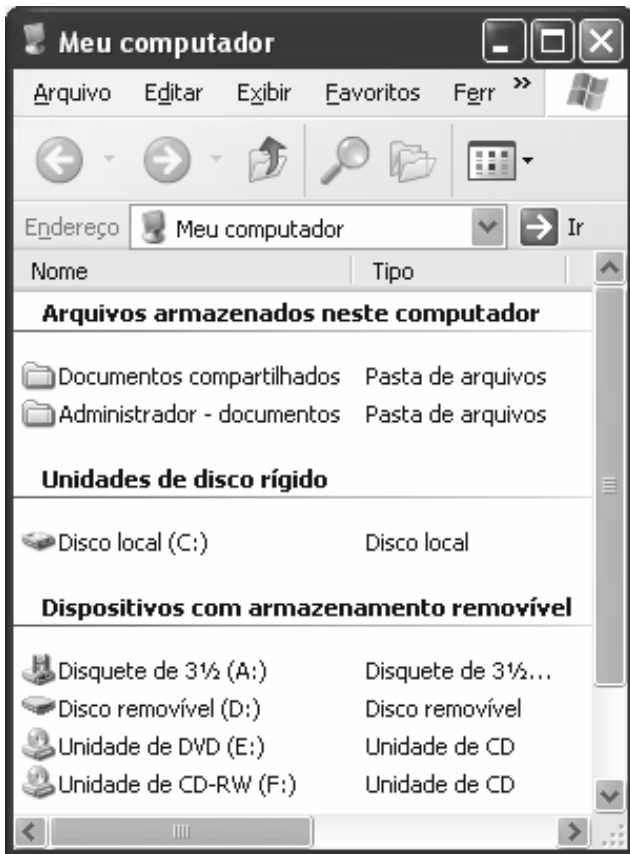 Meu computador
Arquivo Editar Exibir Favoritos Ferr »
Endereço Meu computador Ir
Nome Tipo
Arquivos armazenados neste computador
Documentos compartilhados Pasta de arquivos
Administrador - documentos Pasta de arquivos
Unidades de disco rígido
Disco local (C:) Disco local
Dispositivos com armazenamento removível
Disquete de 3½ (A:) Disquete de 3½...
Disco removível (D:) Disco removível
Unidade de DVD (E:) Unidade de CD
Unidade de CD-RW (F:) Unidade de CD